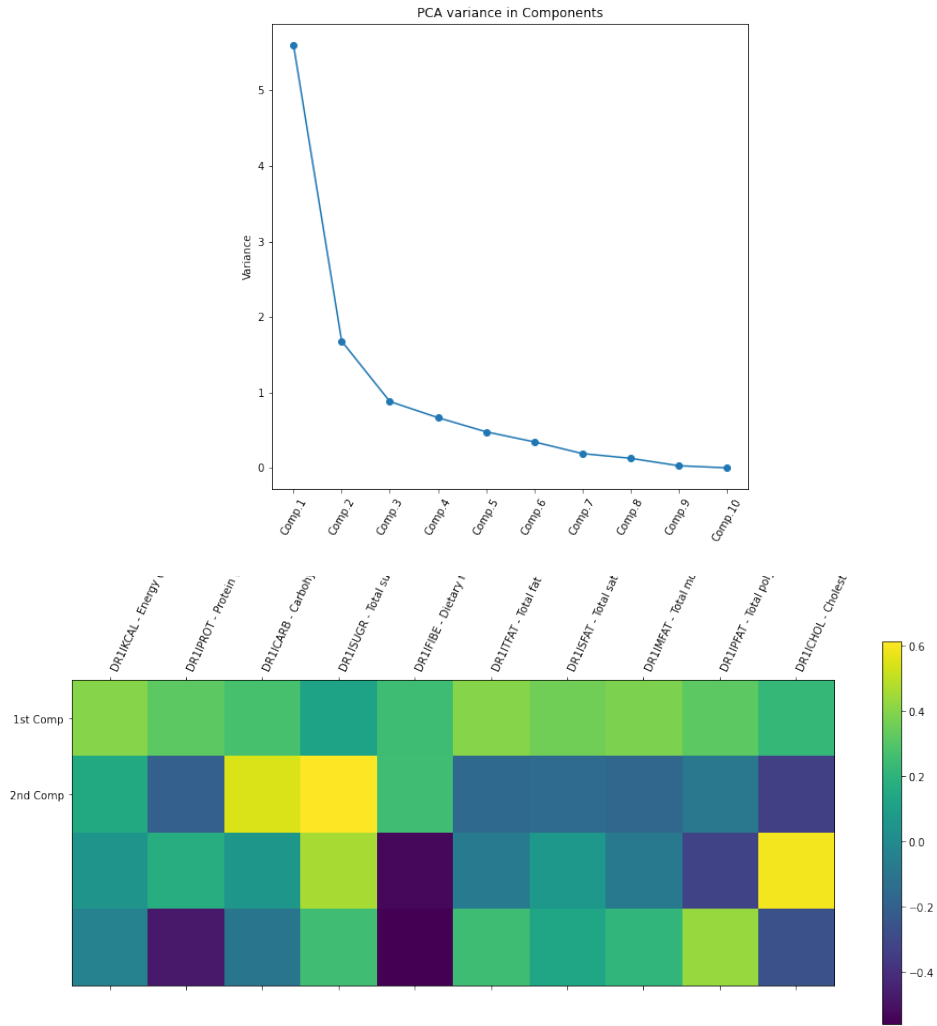 PCA variance in Components
5
4
3
2
1
0
Variance
Comp.1
Comp.2
Comp.3
Comp.4
Comp.5
Comp.6
Comp.7
Comp.8
Comp.9
Comp.10
DR1IKCAL - Energy
DR1IPROT - Protein
DR1ICARB - Carbohy
DR1ISUGR - Total su
DR1IFIBE - Dietary
DR1ITFAT - Total fat
DR1ISFAT - Total sat
DR1IMFAT - Total mo
DR1IPFAT - Total pol
DR1ICHOL - Cholest
1st Comp
2nd Comp
0.6
0.4
0.2
0.0
−0.2
−0.4